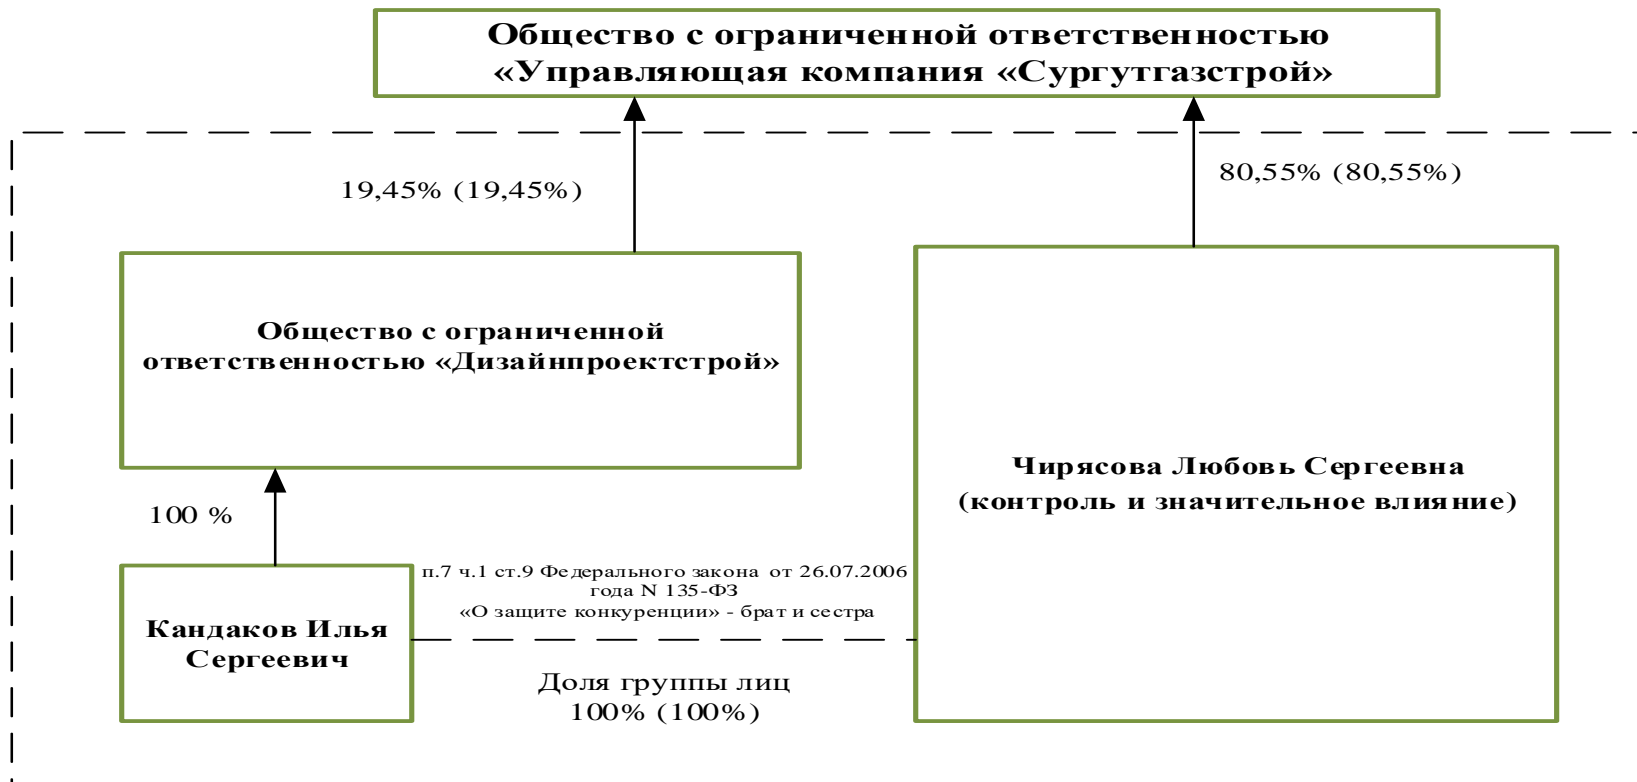 Общество с ограниченной ответственностью
«Управляющая компания «Сургутгазстрой»
19,45% (19,45%)
80,55% (80,55%)
Общество с ограниченной
ответственностью «Дизайнпроектстрой»
Чирясова Любовь Сергеевна
(контроль и значительное влияние)
100 %
п.7 ч.1 ст.9 Федерального закона от 26.07.2006
года N 135-ФЗ
«О защите конкуренции» - брат и сестра
Кандаков Илья
Сергеевич
Доля группы лиц
100% (100%)